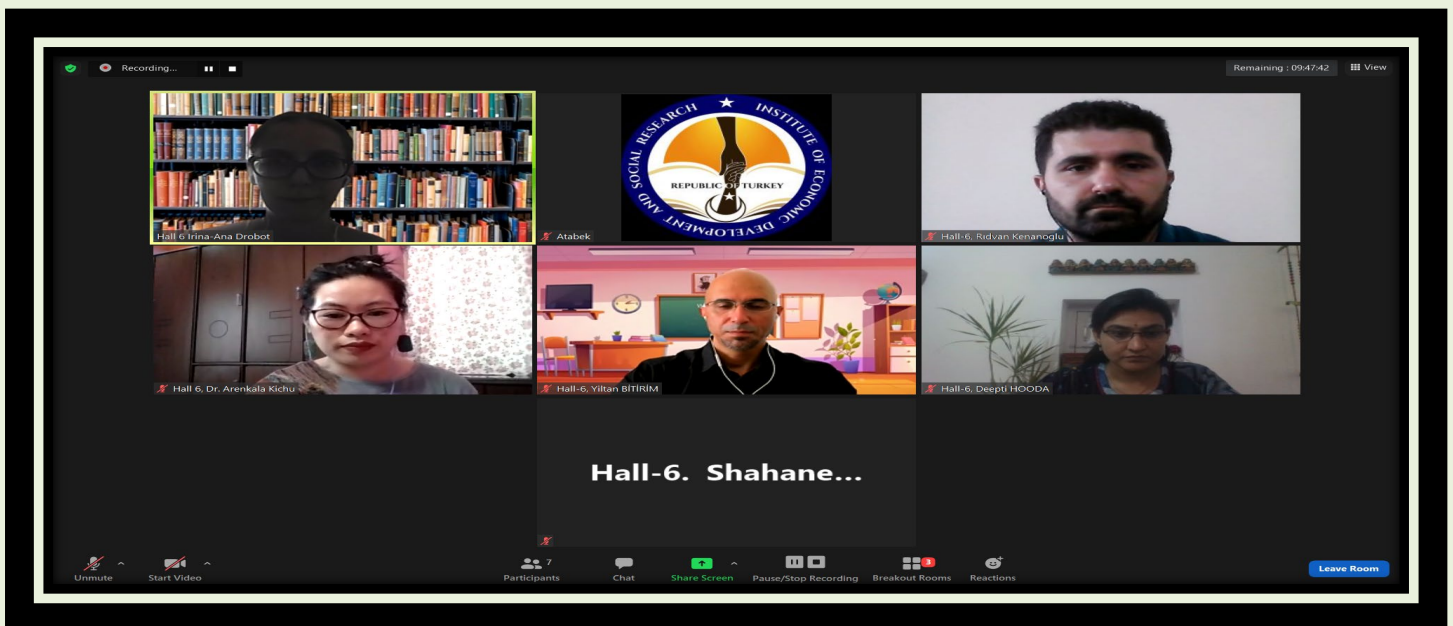 Recording...
Remaining : 09:47:42
View
Hall 6 Irina-Ana Drobot
INSTITUTE OF ECONOMIC DEVELOPMENT AND SOCIAL RESEARCH
REPUBLIC OF TURKEY
Atabek
Hall-6, Rıdvan Kenanoglu
Hall 6, Dr. Arenkala Kichu
Hall-6, Yiltan BİTİRİM
Hall-6, Deepti HOODA
Hall-6. Shahane...
Unmute
Start Video
7
Participants
Chat
Share Screen
Pause/Stop Recording
3
Breakout Rooms
Reactions
Leave Room